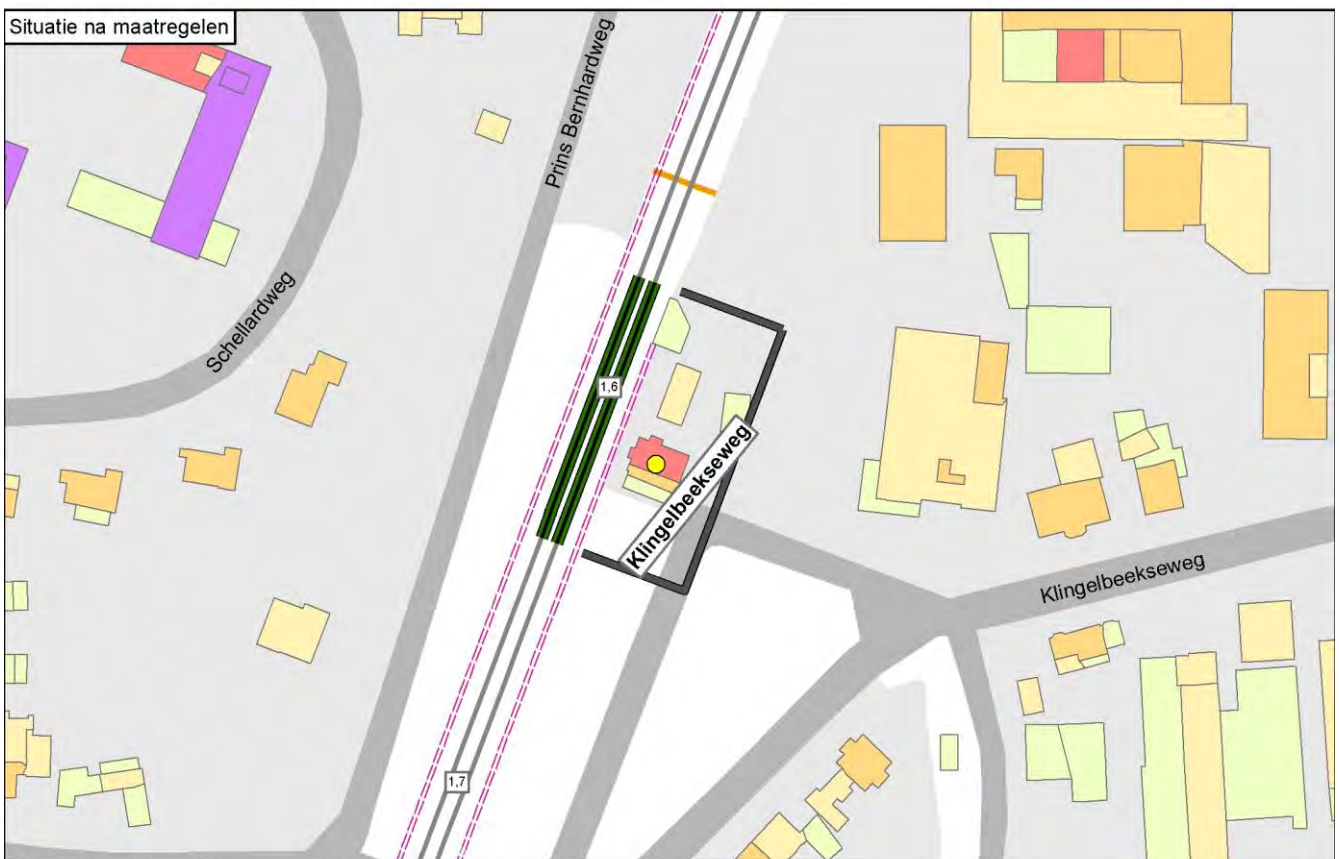 Situatie na maatregelen
Prins Bernhardweg
Schellardweg
1,6
Klingelbeekseweg
Klingelbeekseweg
1,7